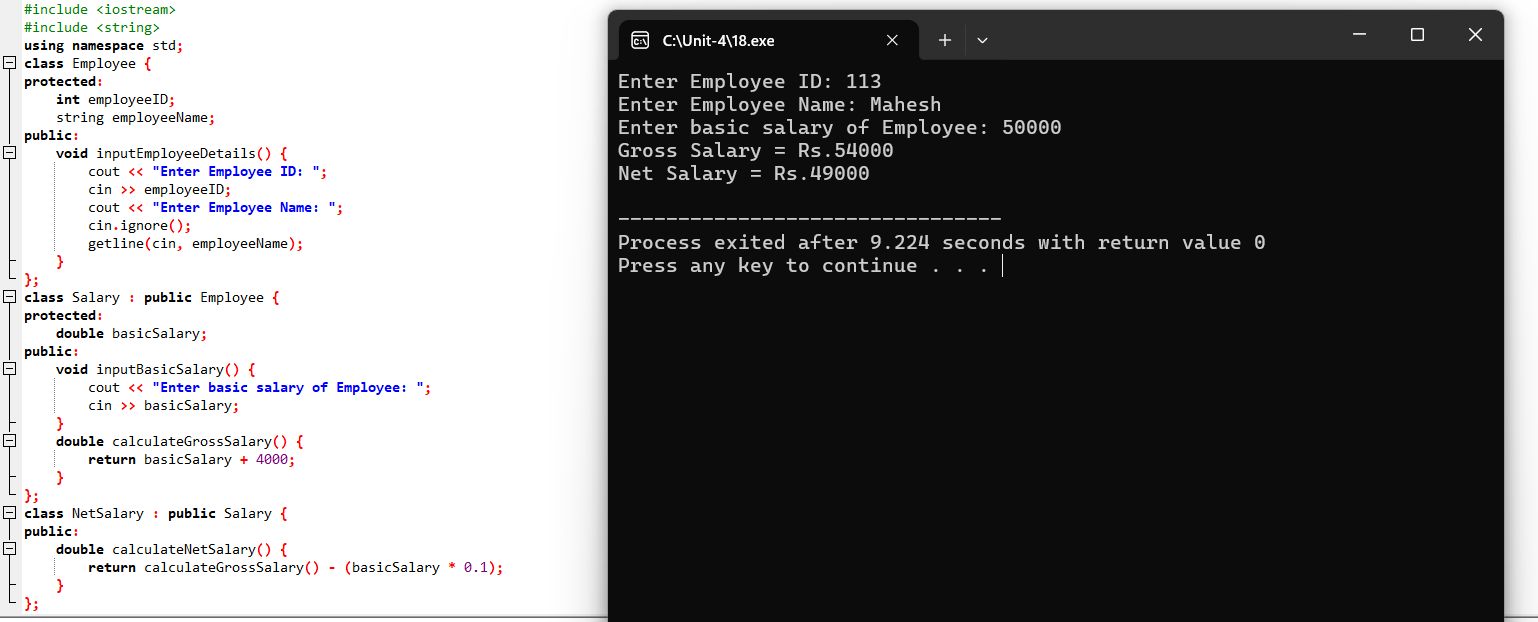 #include <iostream>
#include <string>
using namespace std;
class Employee {
protected:
    int employeeID;
    string employeeName;
public:
    void inputEmployeeDetails() {
        cout << "Enter Employee ID: ";
        cin >> employeeID;
        cout << "Enter Employee Name: ";
        cin.ignore();
        getline(cin, employeeName);
    }
};
class Salary : public Employee {
protected:
    double basicSalary;
public:
    void inputBasicSalary() {
        cout << "Enter basic salary of Employee: ";
        cin >> basicSalary;
    }
    double calculateGrossSalary() {
        return basicSalary + 4000;
    }
};
class NetSalary : public Salary {
public:
    double calculateNetSalary() {
        return calculateGrossSalary() - (basicSalary * 0.1);
    }
};
C:\Unit-4\18.exe
Enter Employee ID: 113
Enter Employee Name: Mahesh
Enter basic salary of Employee: 50000
Gross Salary = Rs.54000
Net Salary = Rs.49000
--------------------------------
Process exited after 9.224 seconds with return value 0
Press any key to continue . . .